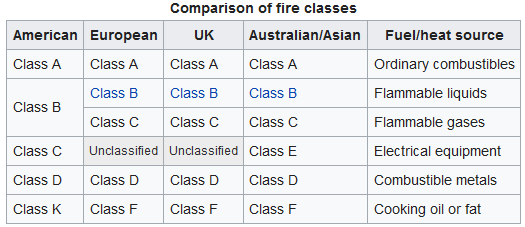 Comparison of fire classes
American European UK Australian/Asian Fuel/heat source
Class A Class A Class A Class A Ordinary combustibles
Class B Class B Class B Class B Flammable liquids
Class C Class C Class C Flammable gases
Class C Unclassified Unclassified Class E Electrical equipment
Class D Class D Class D Class D Combustible metals
Class K Class F Class F Class F Cooking oil or fat